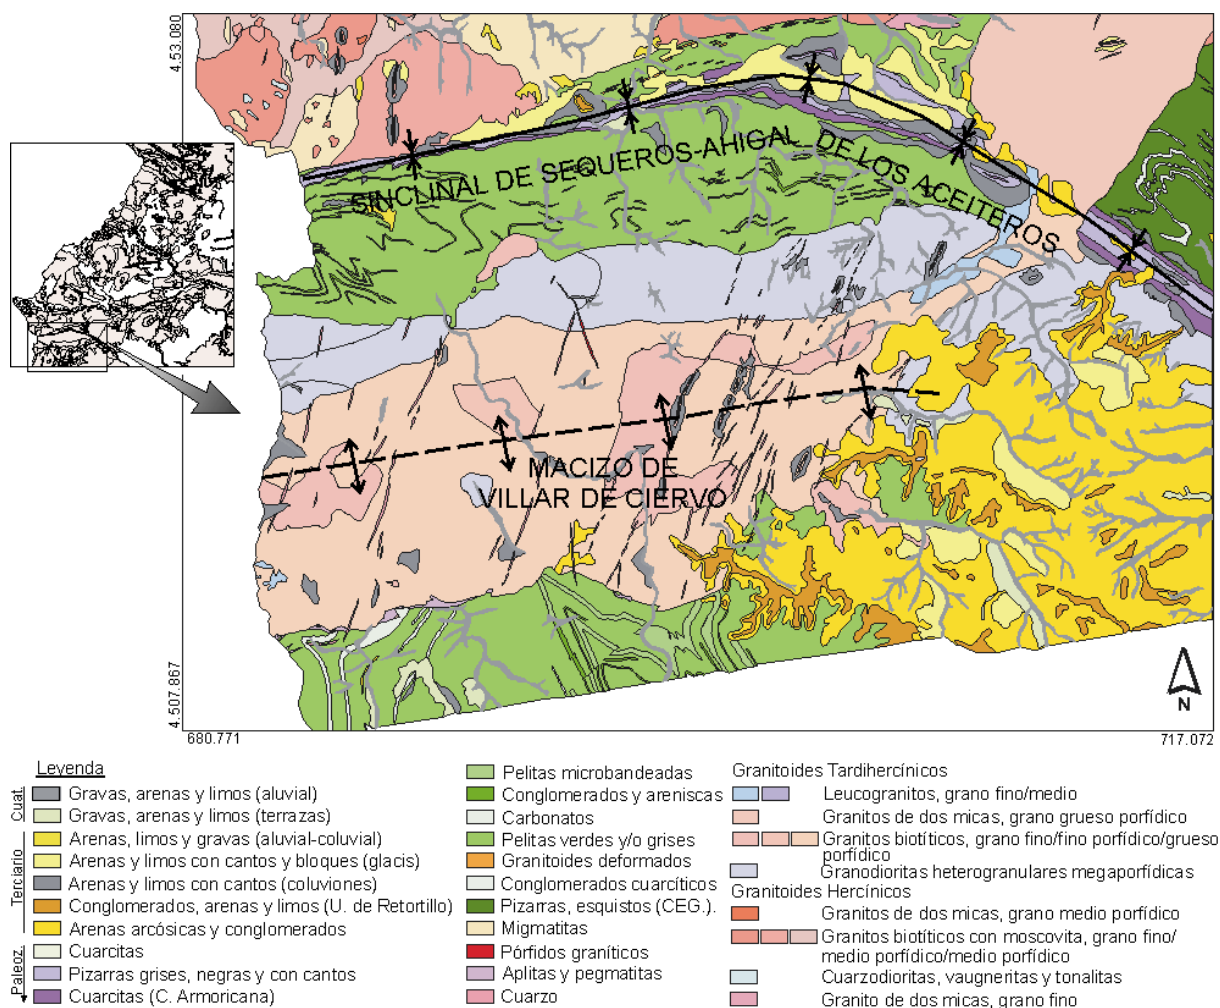 4.53.080
SINCLINAL DE SEQUEROS-AHIGAL DE LOS ACEITEROS
MACIZO DE
VILLAR DE CIERVO
4.507.867
N
680.771
717.072
Leyenda
Cuat.
Gravas, arenas y limos (aluvial)
Gravas, arenas y limos (terrazas)
Terciario
Arenas, limos y gravas (aluvial-coluvial)
Arenas y limos con cantos y bloques (glacis)
Arenas y limos con cantos (coluviones)
Conglomerados, arenas y limos (U. de Retortillo)
Arenas arcósicas y conglomerados
Paleoz.
Cuarcitas
Pizarras grises, negras y con cantos
Cuarcitas (C. Armoricana)
Pelitas microbandeadas
Conglomerados y areniscas
Carbonatos
Pelitas verdes y/o grises
Granitoides deformados
Conglomerados cuarcíticos
Pizarras, esquistos (CEG.).
Migmatitas
Pórfidos graníticos
Aplitas y pegmatitas
Cuarzo
Granitoides Tardihercínicos
Leucogranitos, grano fino/medio
Granitos de dos micas, grano grueso porfídico
Granitos biotíticos, grano fino/fino porfídico/grueso
porfídico
Granodioritas heterogranulares megaporfídicas
Granitoides Hercínicos
Granitos de dos micas, grano medio porfídico
Granitos biotíticos con moscovita, grano fino/
medio porfídico/medio porfídico
Cuarzodioritas, vaugneritas y tonalitas
Granito de dos micas, grano fino